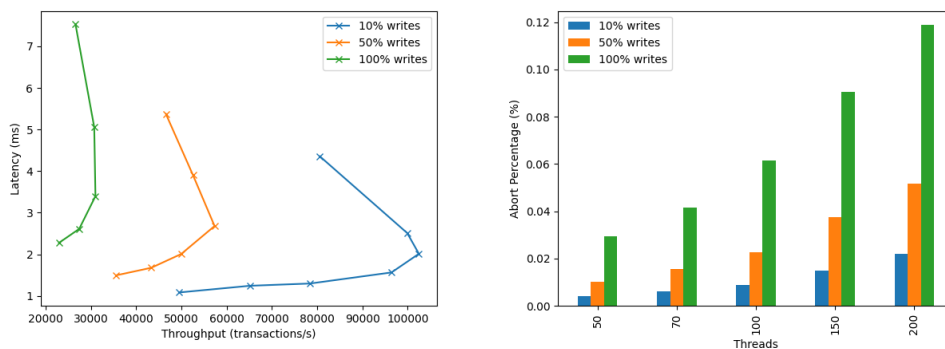 10% writes
50% writes
100% writes
7
6
5
4
3
2
1
Latency (ms)
20000 30000 40000 50000 60000 70000 80000 90000 100000
Throughput (transactions/s)
10% writes
50% writes
100% writes
0.12
0.10
0.08
0.06
0.04
0.02
0.00
Abort Percentage (%)
50 70 100 150 200
Threads